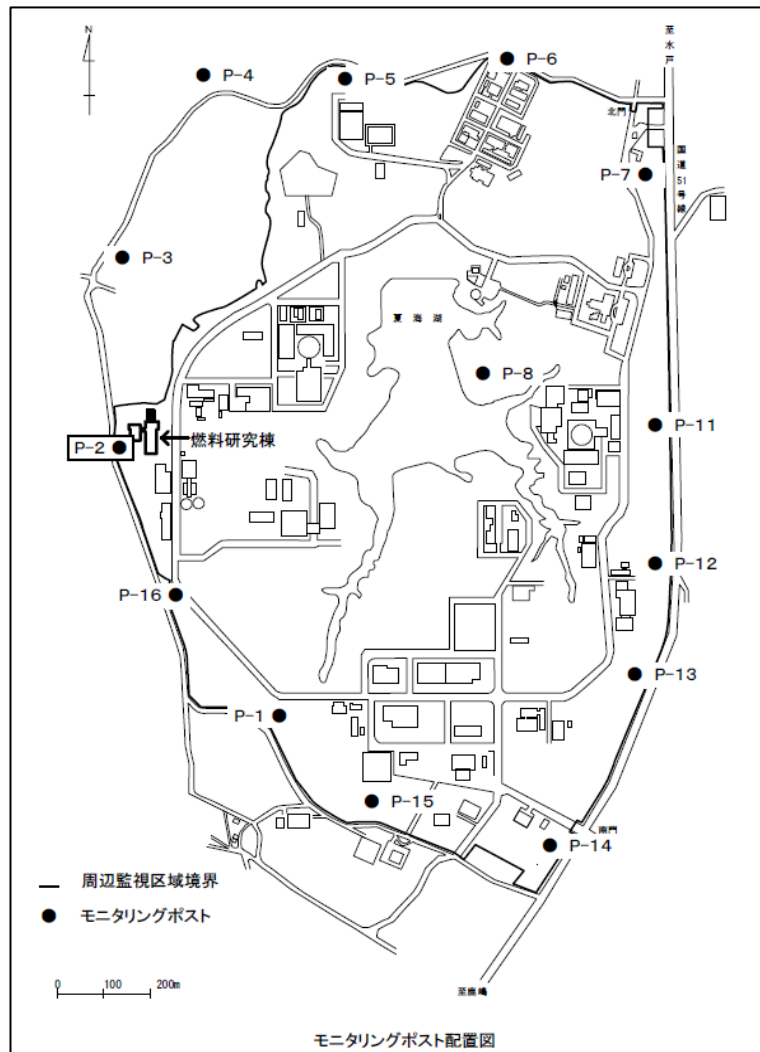 N
至水戸
P-4
P-5
P-6
北門
P-7
国道51号線
P-3
夏海湖
P-8
P-11
P-2
燃料研究棟
P-12
P-16
P-13
P-1
P-15
南門
P-14
周辺監視区域境界
モニタリングポスト
0 100 200m
至鹿嶋
モニタリングポスト配置図